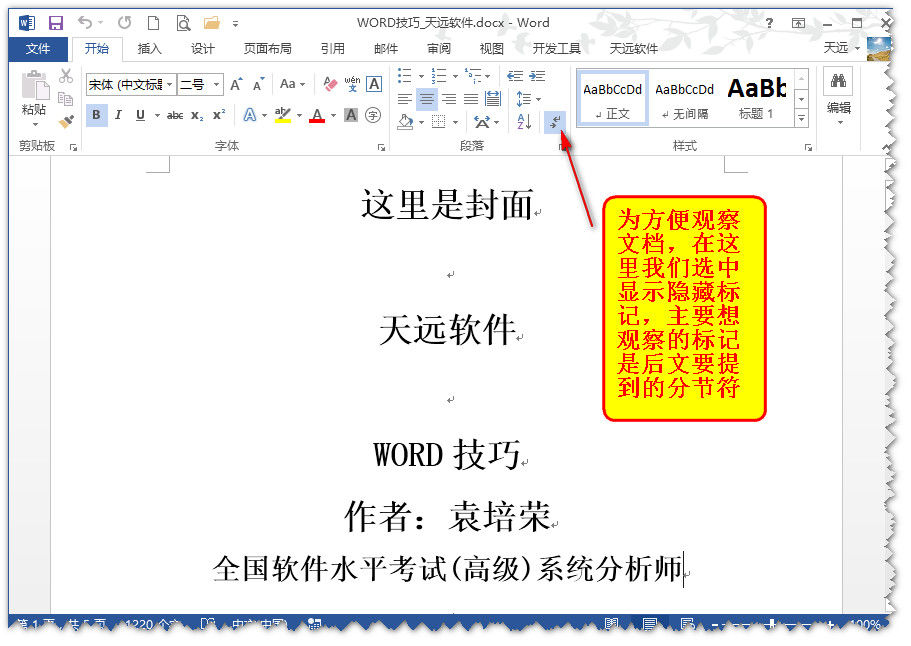 WORD技巧_天远软件.docx - Word
文件 开始 插入 设计 页面布局 引用 邮件 审阅 视图 开发工具 天远软件 天远
宋体 (中文标题 二号 A A Aa wén 文 A
粘贴
B I U abc x₂ x² A aby A A 字
AaBbCcDd AaBbCcDd AaBb
正文 无间隔 标题 1
编辑
剪贴板 字体 段落 样式
这里是封面
天远软件
WORD 技巧
作者：袁培荣
全国软件水平考试(高级)系统分析师
为方便观察
文档，在这
里我们选中
显示隐藏标
记，主要想
观察的标记
是后文要提
到的分节符
第 1 页，共 5 页 1220 个字 中文(中国) 100%